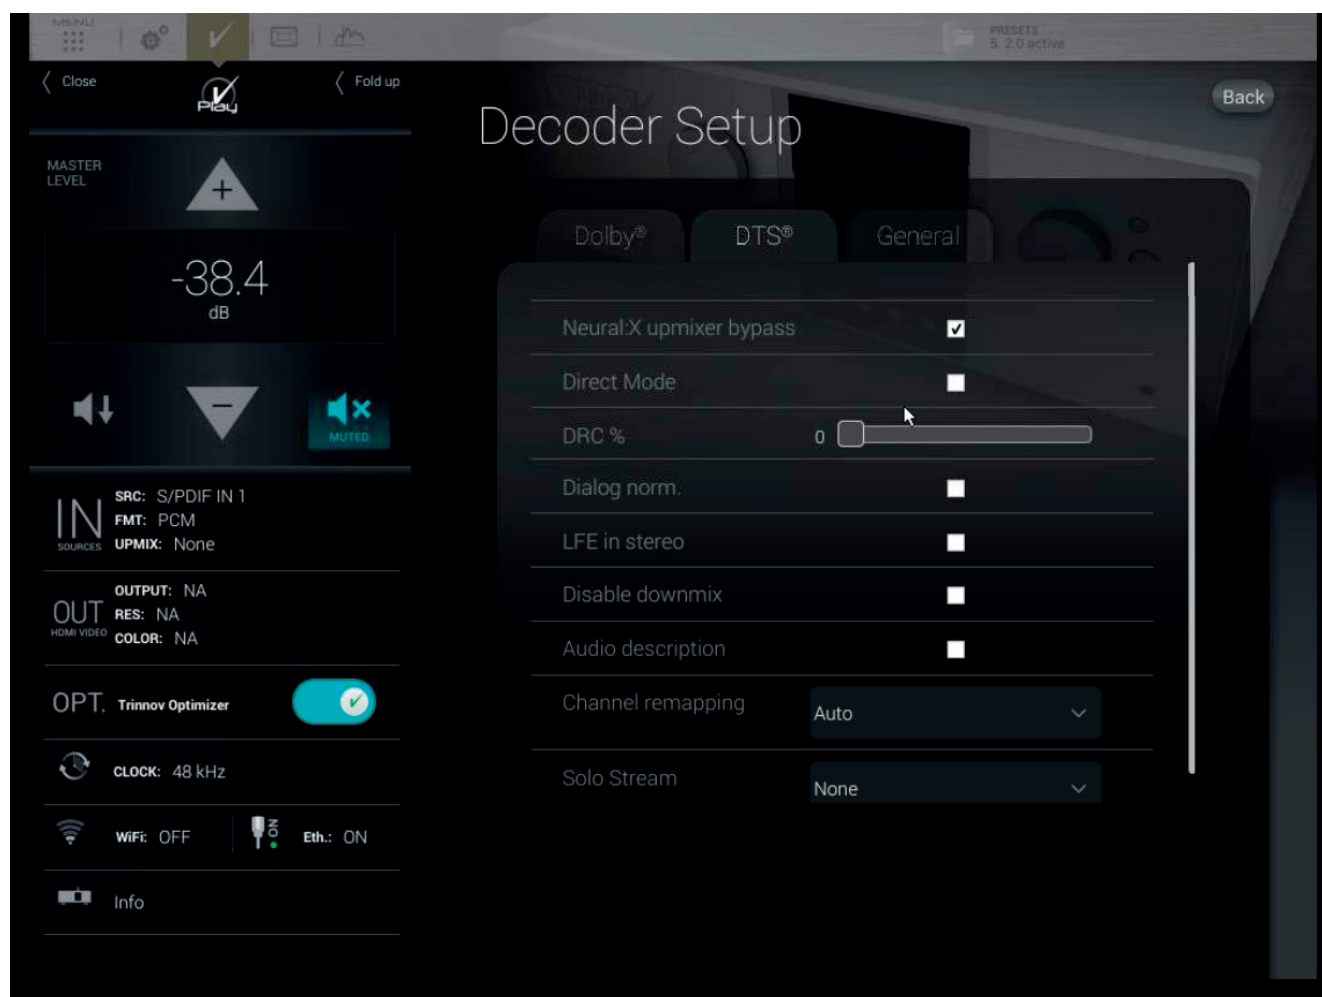 MENU
PRESETS
5. 2.0 active
Close
Play
Fold up
Back
Decoder Setup
MASTER
LEVEL
+
-38.4
dB
−
MUTED
Dolby®
DTS®
General
Neural:X upmixer bypass
Direct Mode
DRC %
0
Dialog norm.
LFE in stereo
Disable downmix
Audio description
Channel remapping
Auto
Solo Stream
None
IN
SOURCES
SRC: S/PDIF IN 1
FMT: PCM
UPMIX: None
OUT
HDMI VIDEO
OUTPUT: NA
RES: NA
COLOR: NA
OPT. Trinnov Optimizer
CLOCK: 48 kHz
WiFi: OFF
ON
Eth.: ON
Info